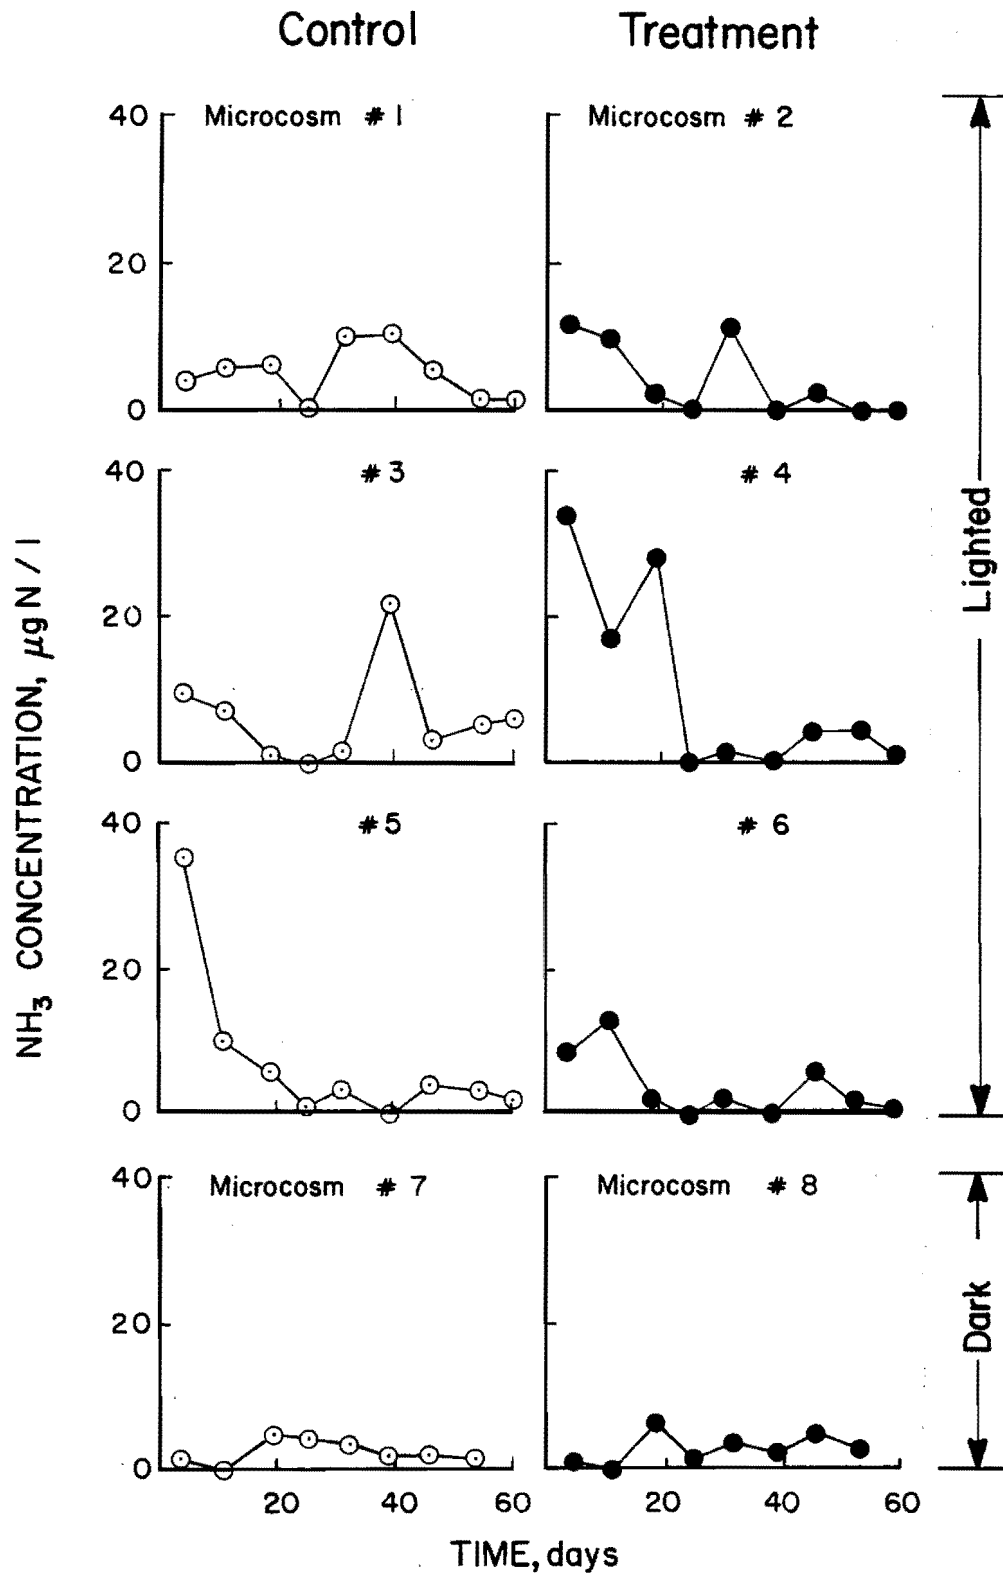 Control Treatment
Microcosm # 1 Microcosm # 2
40
20
0
# 3 # 4
40
20
0
# 5 # 6
40
20
0
Microcosm # 7 Microcosm # 8
40
20
0
20 40 60 20 40 60
TIME, days
NH₃ CONCENTRATION, µg N / l
Lighted
Dark